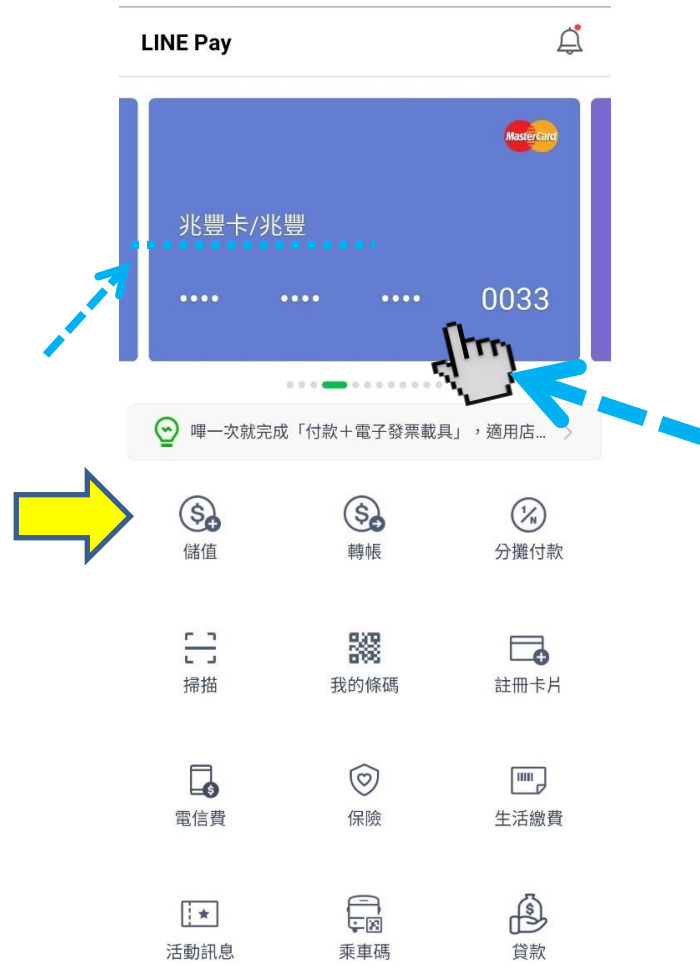 LINE Pay
MasterCard
兆豐卡/兆豐
•••• •••• •••• 0033
嗶一次就完成「付款＋電子發票載具」，適用店...
儲值 轉帳 分攤付款
掃描 我的條碼 註冊卡片
電信費 保險 生活繳費
活動訊息 乘車碼 貸款